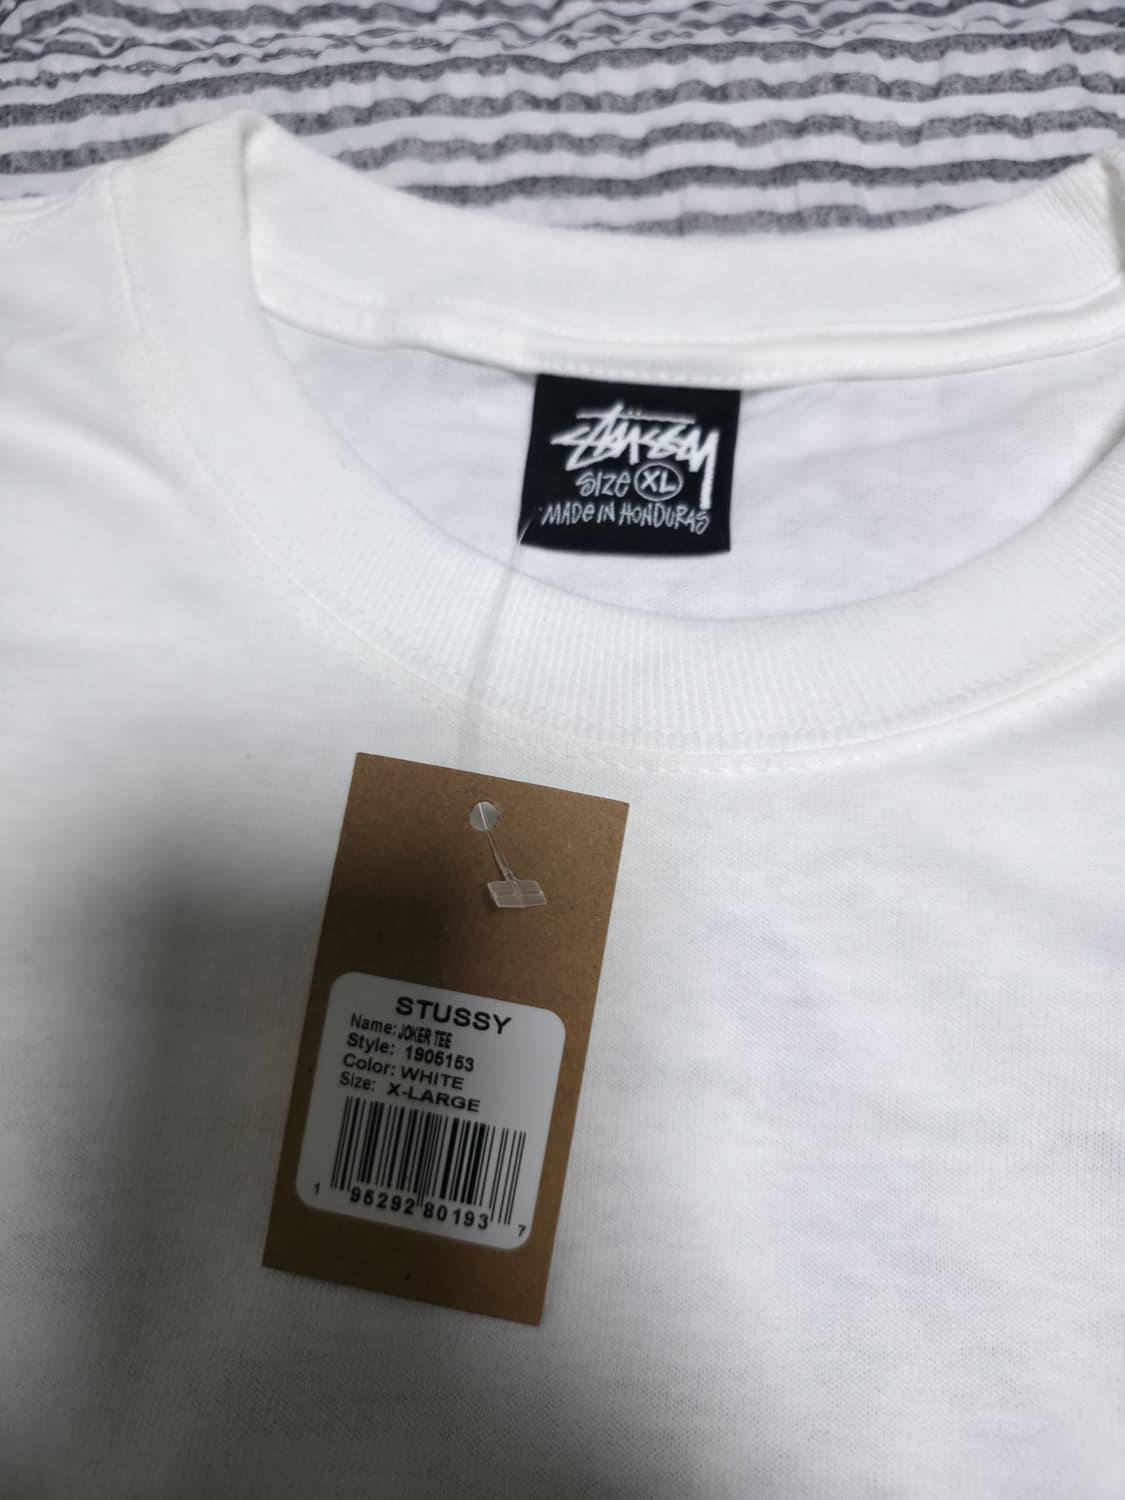 STÜSSY
SIZE XL
MADE IN HONDURAS
STUSSY
Name: JOKER TEE
Style: 1905153
Color: WHITE
Size: X-LARGE
1 95292 80193 7